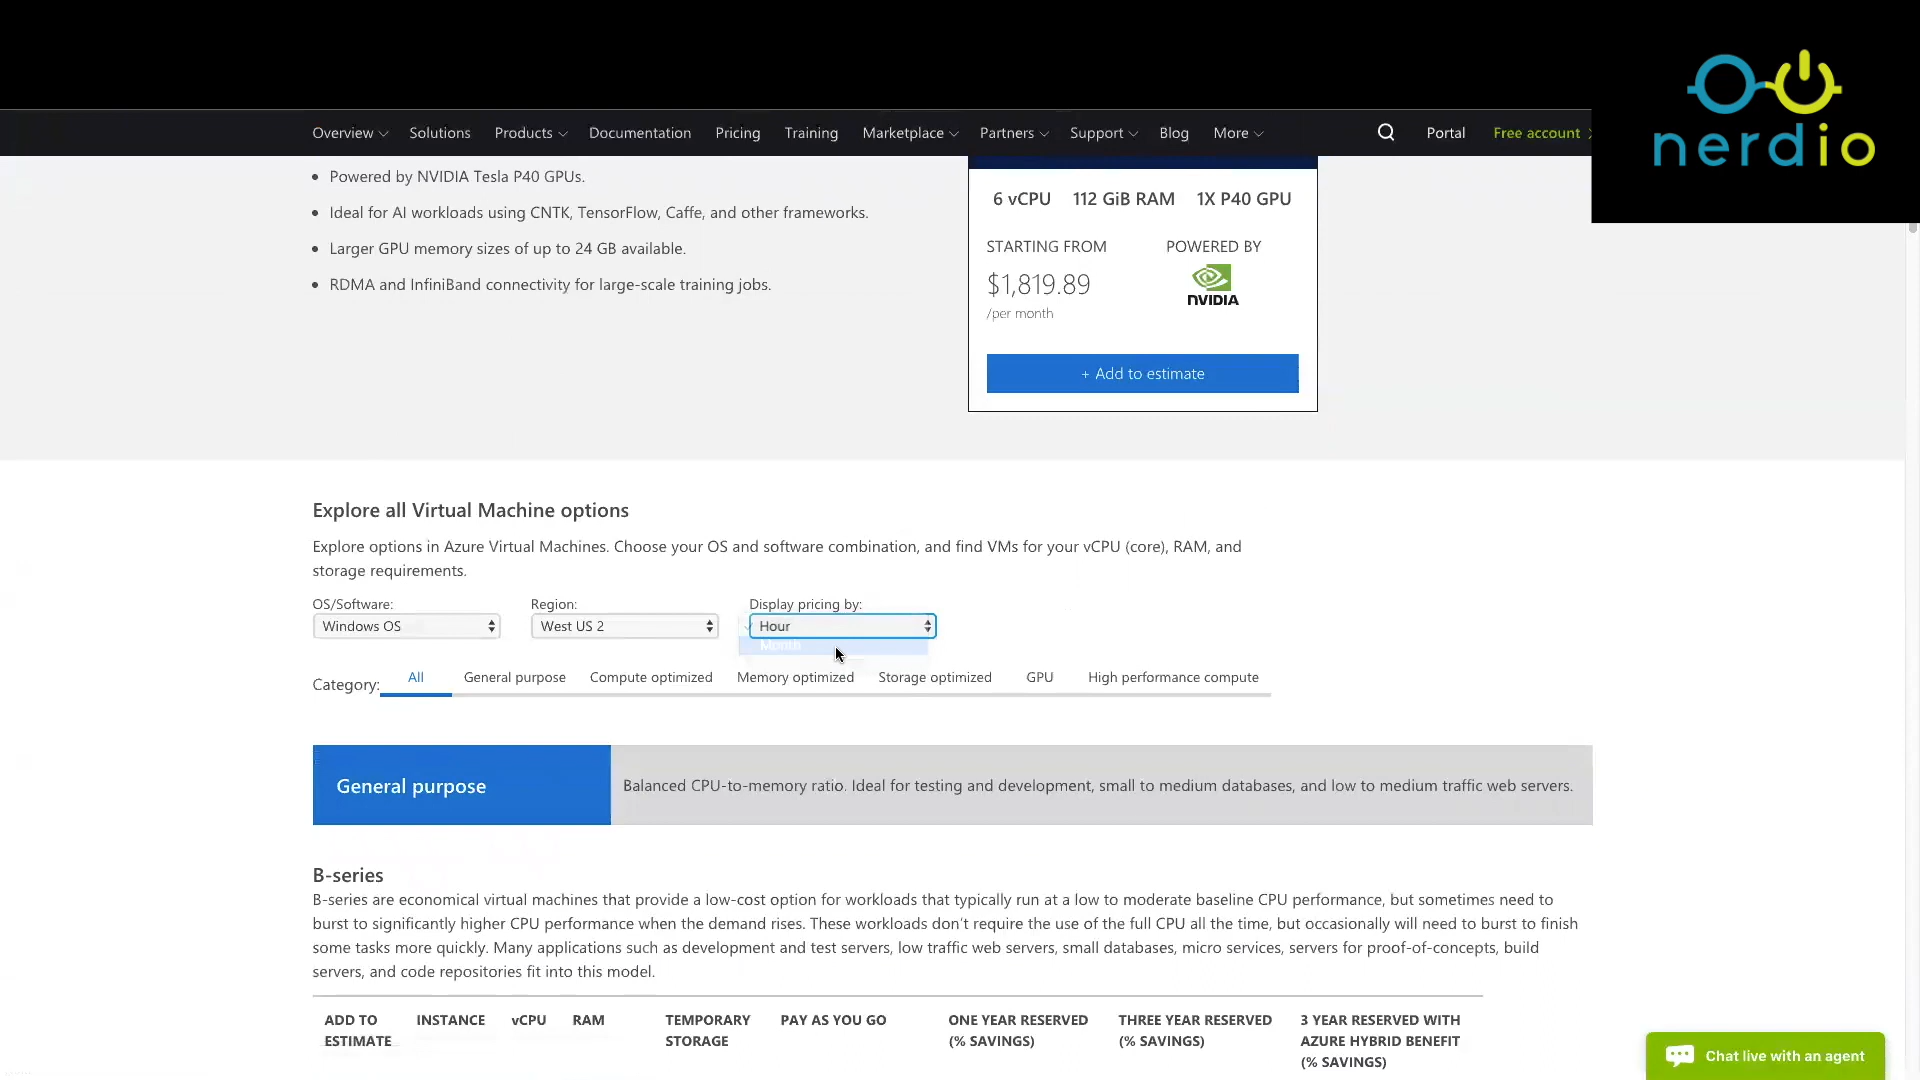 nerdio
Overview Solutions Products Documentation Pricing Training Marketplace Partners Support Blog More Portal Free account
Powered by NVIDIA Tesla P40 GPUs.
Ideal for AI workloads using CNTK, TensorFlow, Caffe, and other frameworks.
Larger GPU memory sizes of up to 24 GB available.
RDMA and InfiniBand connectivity for large-scale training jobs.
6 vCPU 112 GiB RAM 1X P40 GPU
STARTING FROM POWERED BY
$1,819.89
NVIDIA
/per month
+ Add to estimate
Explore all Virtual Machine options
Explore options in Azure Virtual Machines. Choose your OS and software combination, and find VMs for your vCPU (core), RAM, and
storage requirements.
OS/Software: Region: Display pricing by:
Windows OS West US 2 Hour
Month
Category: All General purpose Compute optimized Memory optimized Storage optimized GPU High performance compute
General purpose
Balanced CPU-to-memory ratio. Ideal for testing and development, small to medium databases, and low to medium traffic web servers.
B-series
B-series are economical virtual machines that provide a low-cost option for workloads that typically run at a low to moderate baseline CPU performance, but sometimes need to
burst to significantly higher CPU performance when the demand rises. These workloads don't require the use of the full CPU all the time, but occasionally will need to burst to finish
some tasks more quickly. Many applications such as development and test servers, low traffic web servers, small databases, micro services, servers for proof-of-concepts, build
servers, and code repositories fit into this model.
ADD TO INSTANCE vCPU RAM TEMPORARY PAY AS YOU GO ONE YEAR RESERVED THREE YEAR RESERVED 3 YEAR RESERVED WITH
ESTIMATE STORAGE (% SAVINGS) (% SAVINGS) AZURE HYBRID BENEFIT
(% SAVINGS)
Chat live with an agent